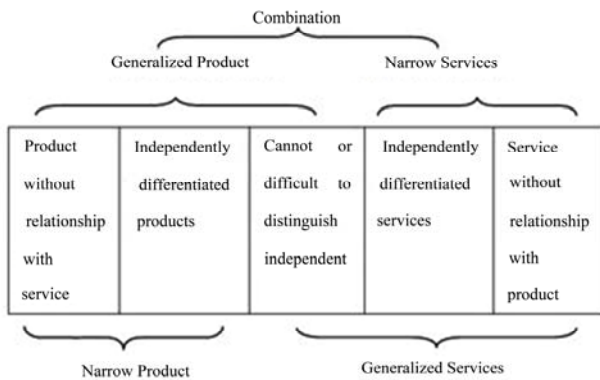 Combination
Generalized Product
Narrow Services
Product
without
relationship
with
service
Independently
differentiated
products
Cannot or
difficult to
distinguish
independent
Independently
differentiated
services
Service
without
relationship
with
product
Narrow Product
Generalized Services